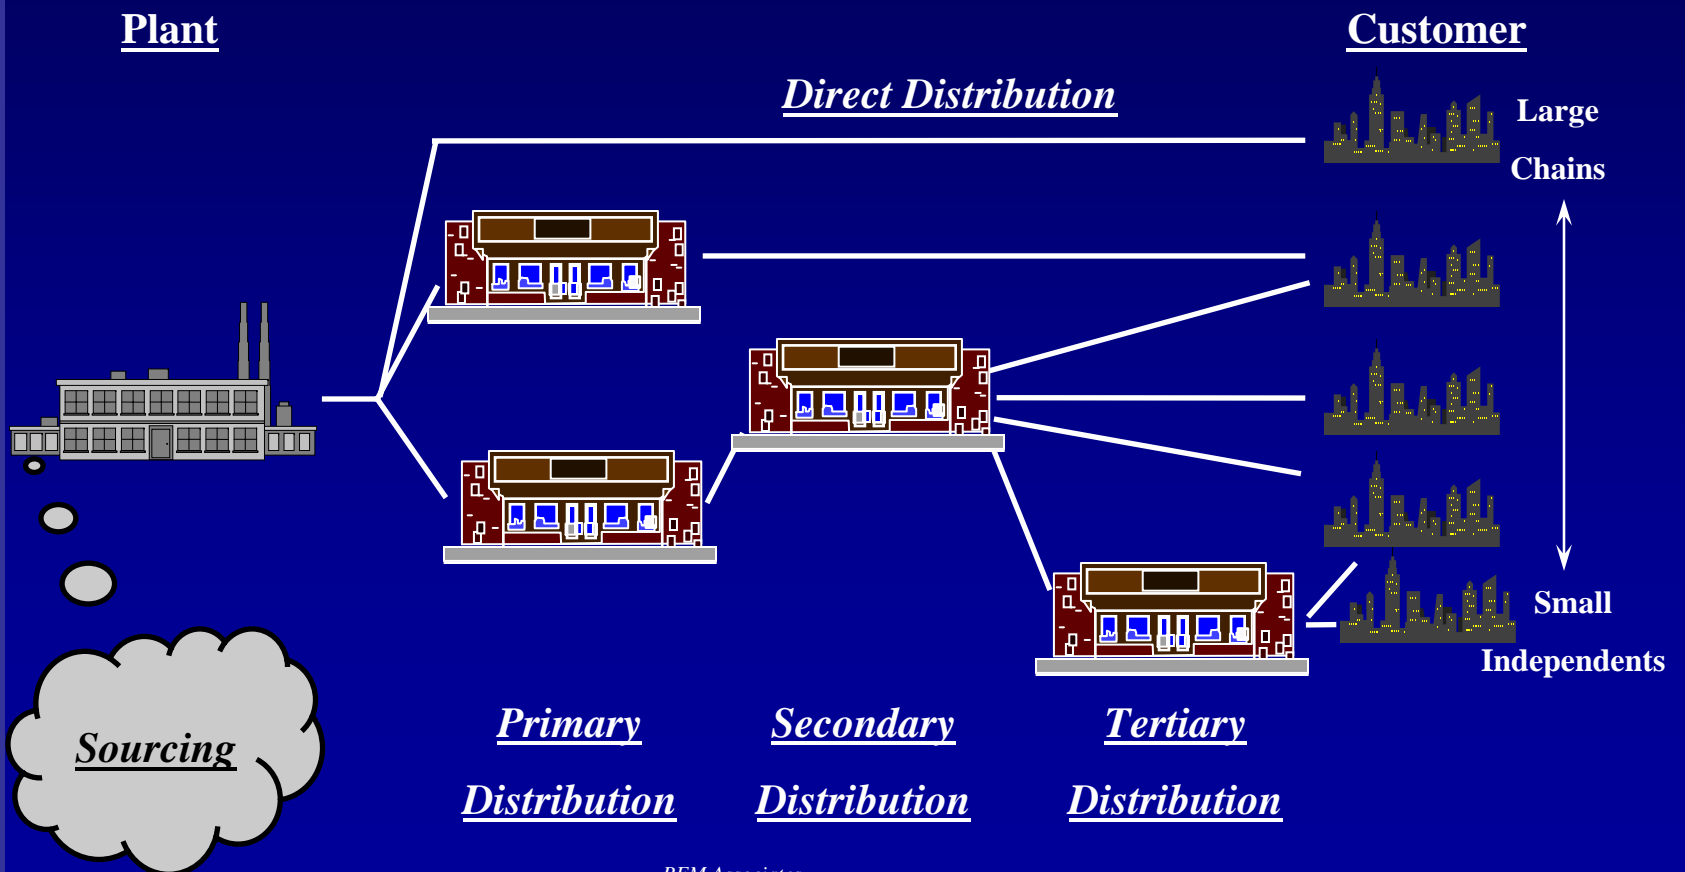 Plant
Customer
Direct Distribution
Large
Chains
Small
Independents
Sourcing
Primary
Distribution
Secondary
Distribution
Tertiary
Distribution